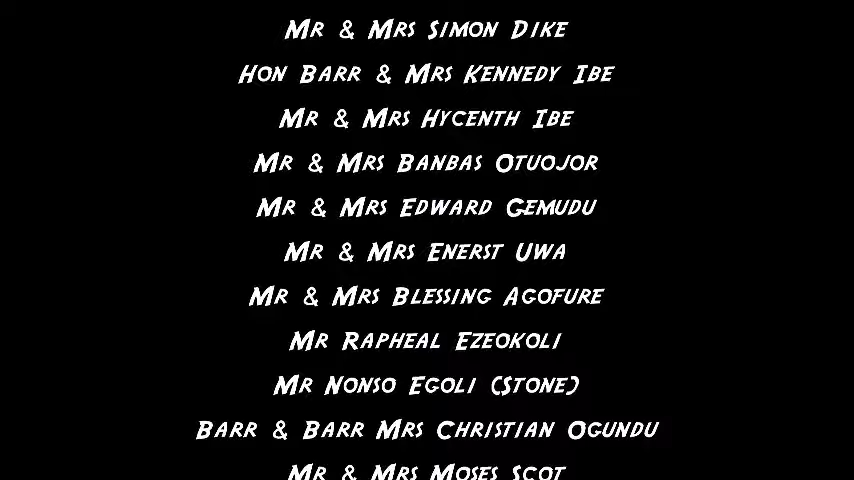 Mr & Mrs Simon Dike
Hon Barr & Mrs Kennedy Ibe
Mr & Mrs Hycenth Ibe
Mr & Mrs Banbas Otuojor
Mr & Mrs Edward Gemudu
Mr & Mrs Enerst Uwa
Mr & Mrs Blessing Agofure
Mr Rapheal Ezeokoli
Mr Nonso Egoli (Stone)
Barr & Barr Mrs Christian Ogundu
Mr & Mrs Moses Scot